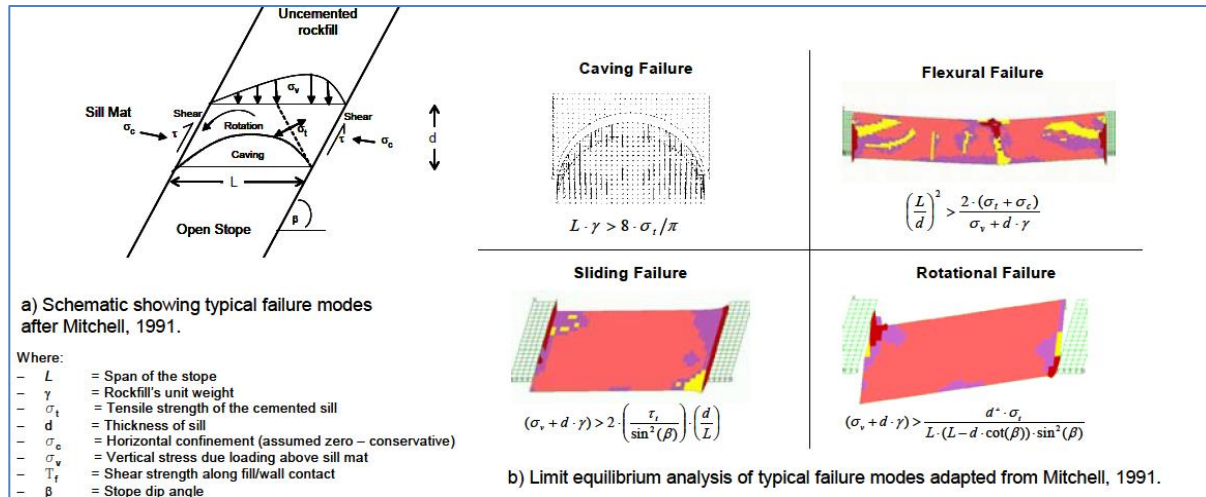 Uncemented
rockfill
σv
Sill Mat
Shear
Shear
σc
τ
Rotation
σt
τ
σc
d
Caving
L
β
Open Stope
a) Schematic showing typical failure modes
after Mitchell, 1991.
Where:
– L = Span of the stope
– γ = Rockfill's unit weight
– σt = Tensile strength of the cemented sill
– d = Thickness of sill
– σc = Horizontal confinement (assumed zero – conservative)
– σv = Vertical stress due loading above sill mat
– Tf = Shear strength along fill/wall contact
– β = Stope dip angle
Caving Failure
L · γ > 8 · σt/π
Flexural Failure
(L/d)² > 2 · (σt + σc) / (σv + d · γ)
Sliding Failure
(σv + d · γ) > 2 · (τt / sin²(β)) · (d/L)
Rotational Failure
(σv + d · γ) > d² · σt / (L · (L − d · cot(β)) · sin²(β))
b) Limit equilibrium analysis of typical failure modes adapted from Mitchell, 1991.